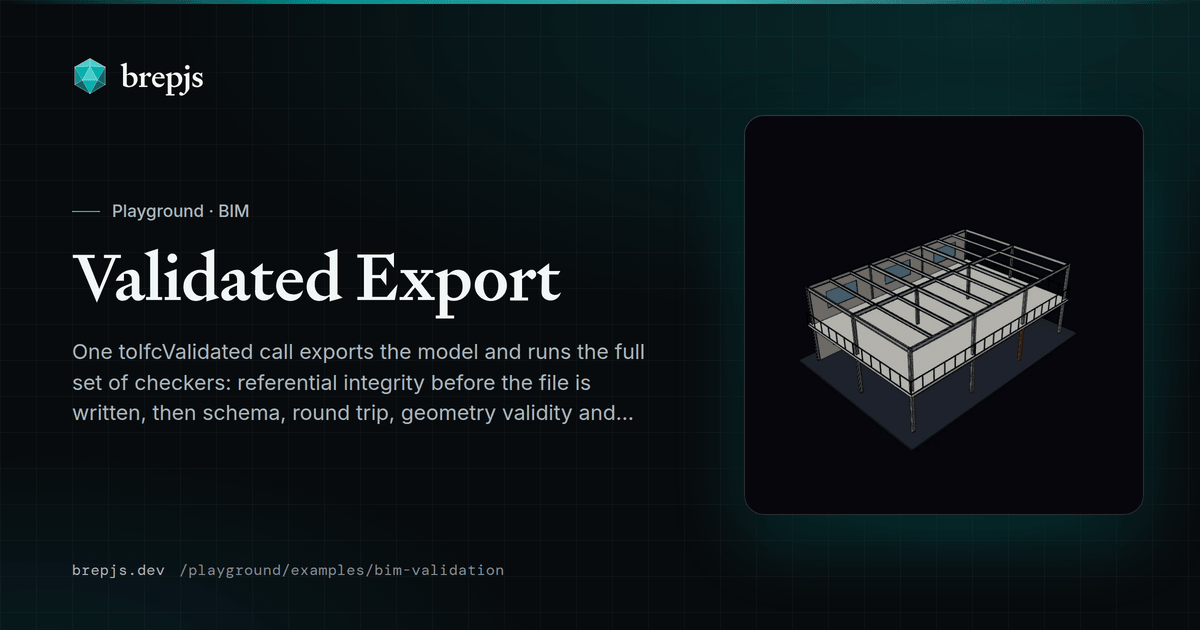 brepjs
Playground · BIM
Validated Export
One toIfcValidated call exports the model and runs the full
set of checkers: referential integrity before the file is
written, then schema, round trip, geometry validity and...
brepjs.dev /playground/examples/bim-validation